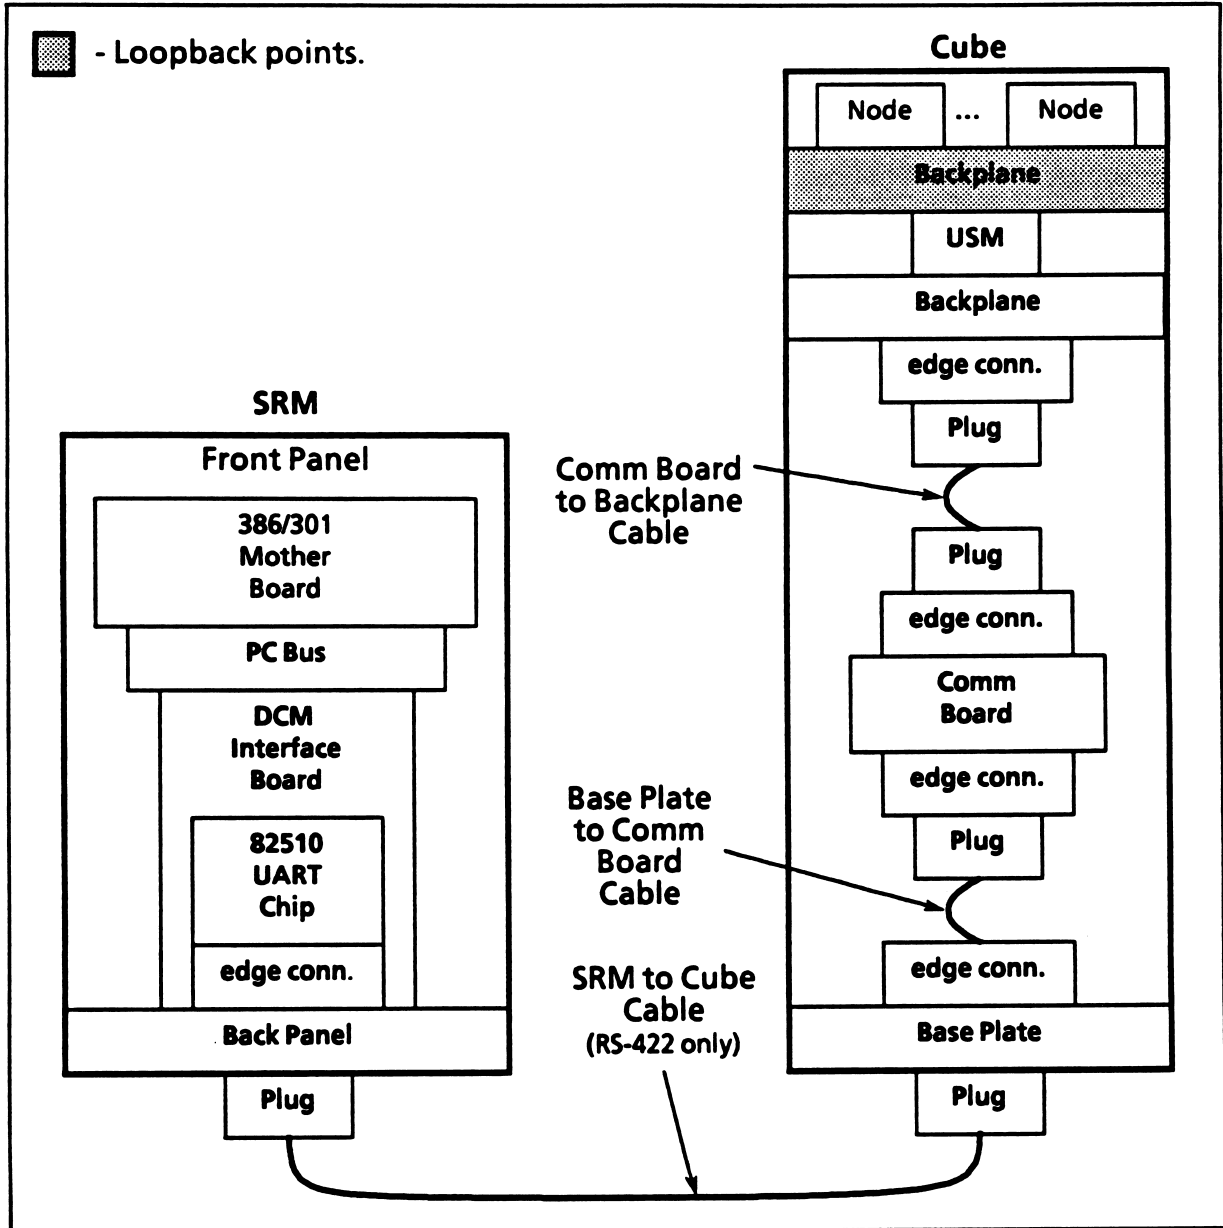 - Loopback points.
Cube
Node
...
Node
Backplane
USM
Backplane
edge conn.
Plug
Comm Board
to Backplane
Cable
Plug
edge conn.
Comm
Board
edge conn.
Plug
Base Plate
to Comm
Board
Cable
edge conn.
Base Plate
Plug
SRM to Cube
Cable
(RS-422 only)
SRM
Front Panel
386/301
Mother
Board
PC Bus
DCM
Interface
Board
82510
UART
Chip
edge conn.
Back Panel
Plug